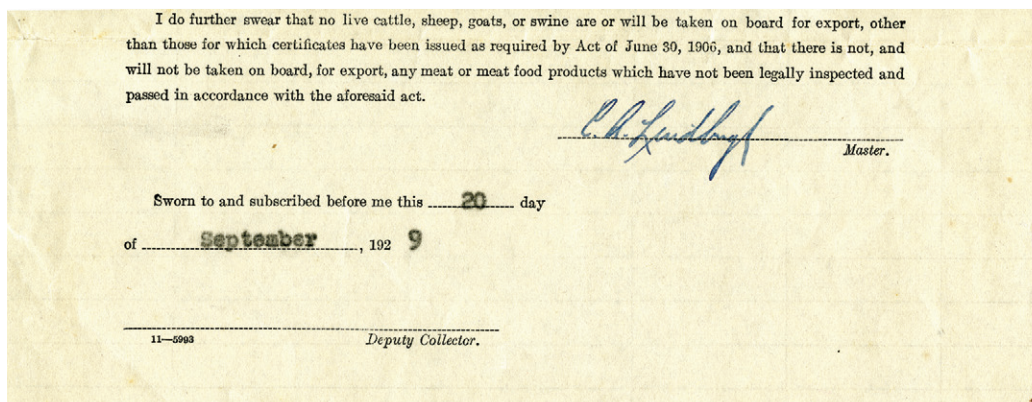 I do further swear that no live cattle, sheep, goats, or swine are or will be taken on board for export, other
than those for which certificates have been issued as required by Act of June 30, 1906, and that there is not, and
will not be taken on board, for export, any meat or meat food products which have not been legally inspected and
passed in accordance with the aforesaid act.
C. A. Lindbergh
Master.
Sworn to and subscribed before me this 20 day
of September, 192 9
11—5993 Deputy Collector.